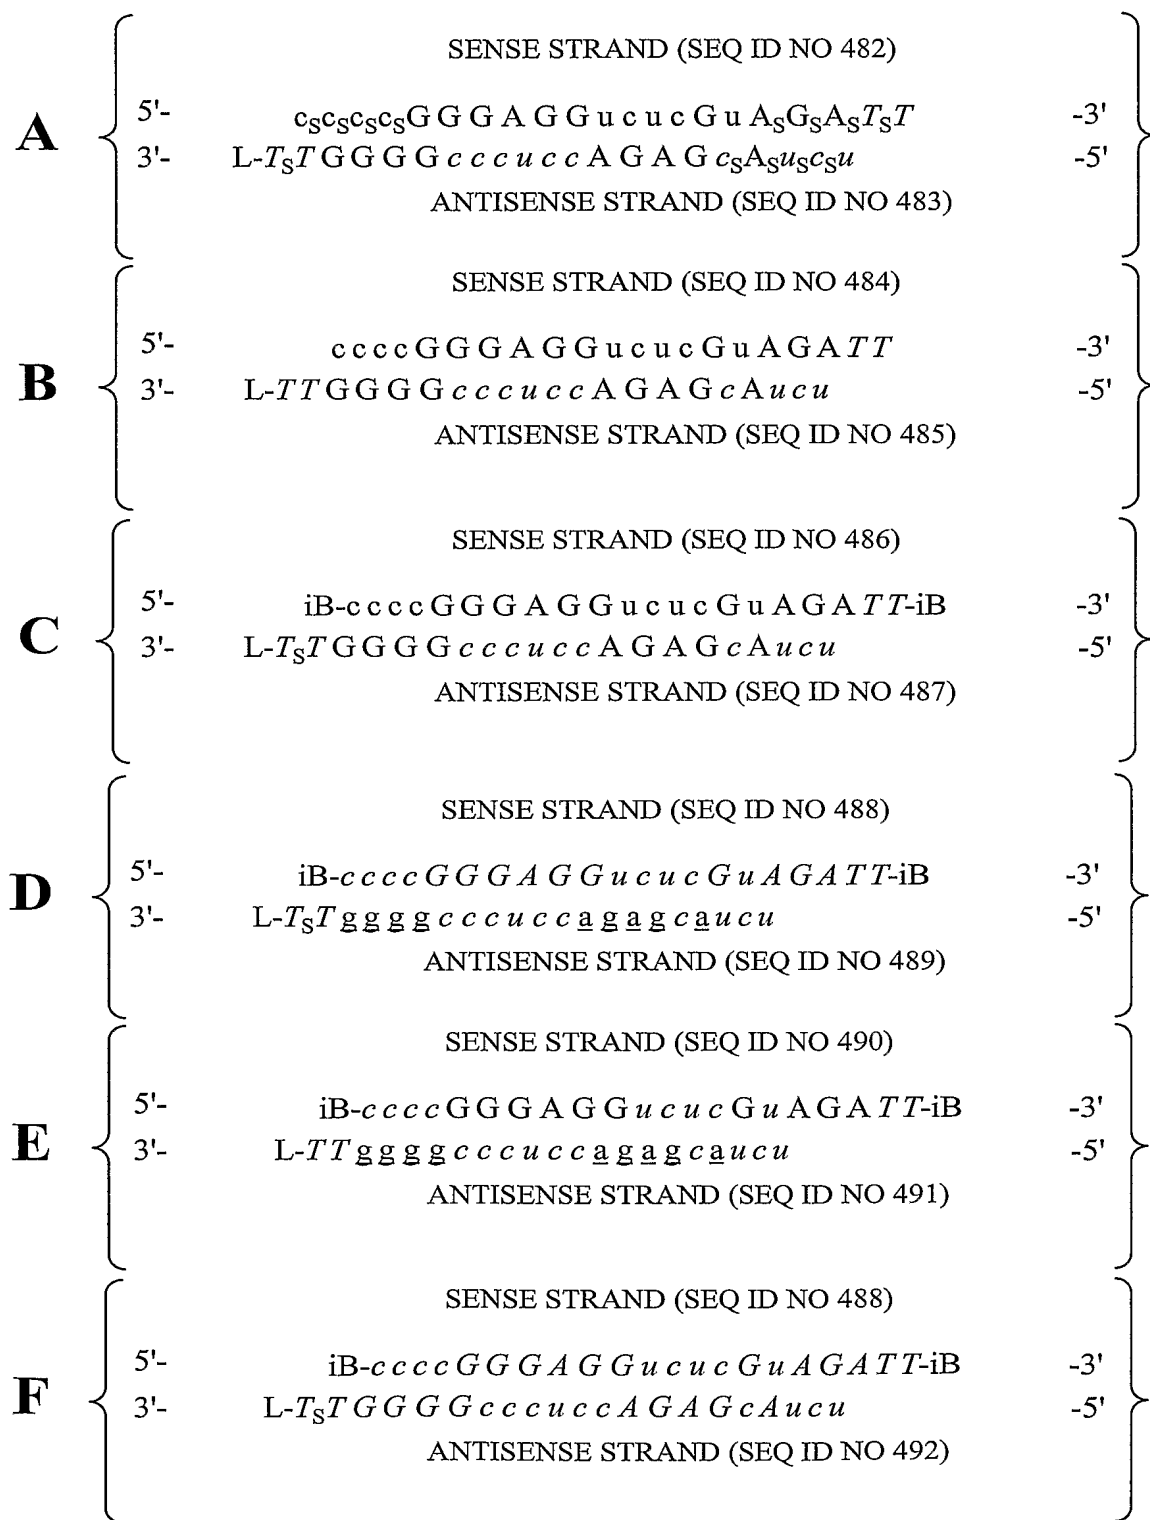 SENSE STRAND (SEQ ID NO 482)
A
5'- cScScScSG G G A G G u c u c G u ASGSASTST -3'
3'- L-TST G G G G c c c u c c A G A G cSASuScSu -5'
ANTISENSE STRAND (SEQ ID NO 483)
SENSE STRAND (SEQ ID NO 484)
B
5'- c c c c G G G A G G u c u c G u A G A T T -3'
3'- L-T T G G G G c c c u c c A G A G c A u c u -5'
ANTISENSE STRAND (SEQ ID NO 485)
SENSE STRAND (SEQ ID NO 486)
C
5'- iB-c c c c G G G A G G u c u c G u A G A T T-iB -3'
3'- L-TST G G G G c c c u c c A G A G c A u c u -5'
ANTISENSE STRAND (SEQ ID NO 487)
SENSE STRAND (SEQ ID NO 488)
D
5'- iB-c c c c G G G A G G u c u c G u A G A T T-iB -3'
3'- L-TST g g g g c c c u c c a g a g c a u c u -5'
ANTISENSE STRAND (SEQ ID NO 489)
SENSE STRAND (SEQ ID NO 490)
E
5'- iB-c c c c G G G A G G u c u c G u A G A T T-iB -3'
3'- L-T T g g g g c c c u c c a g a g c a u c u -5'
ANTISENSE STRAND (SEQ ID NO 491)
SENSE STRAND (SEQ ID NO 488)
F
5'- iB-c c c c G G G A G G u c u c G u A G A T T-iB -3'
3'- L-TST G G G G c c c u c c A G A G c A u c u -5'
ANTISENSE STRAND (SEQ ID NO 492)